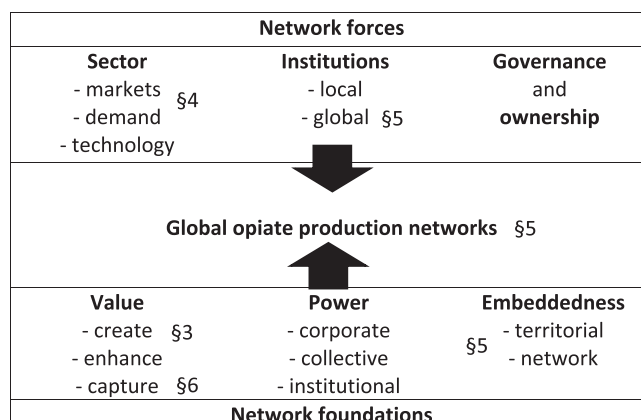 Network forces
Sector Institutions Governance
- markets - local and
§4
- demand - global §5 ownership
- technology
Global opiate production networks §5
Value Power Embeddedness
- create §3 - corporate - territorial
§5
- enhance - collective - network
- capture §6 - institutional
Network foundations